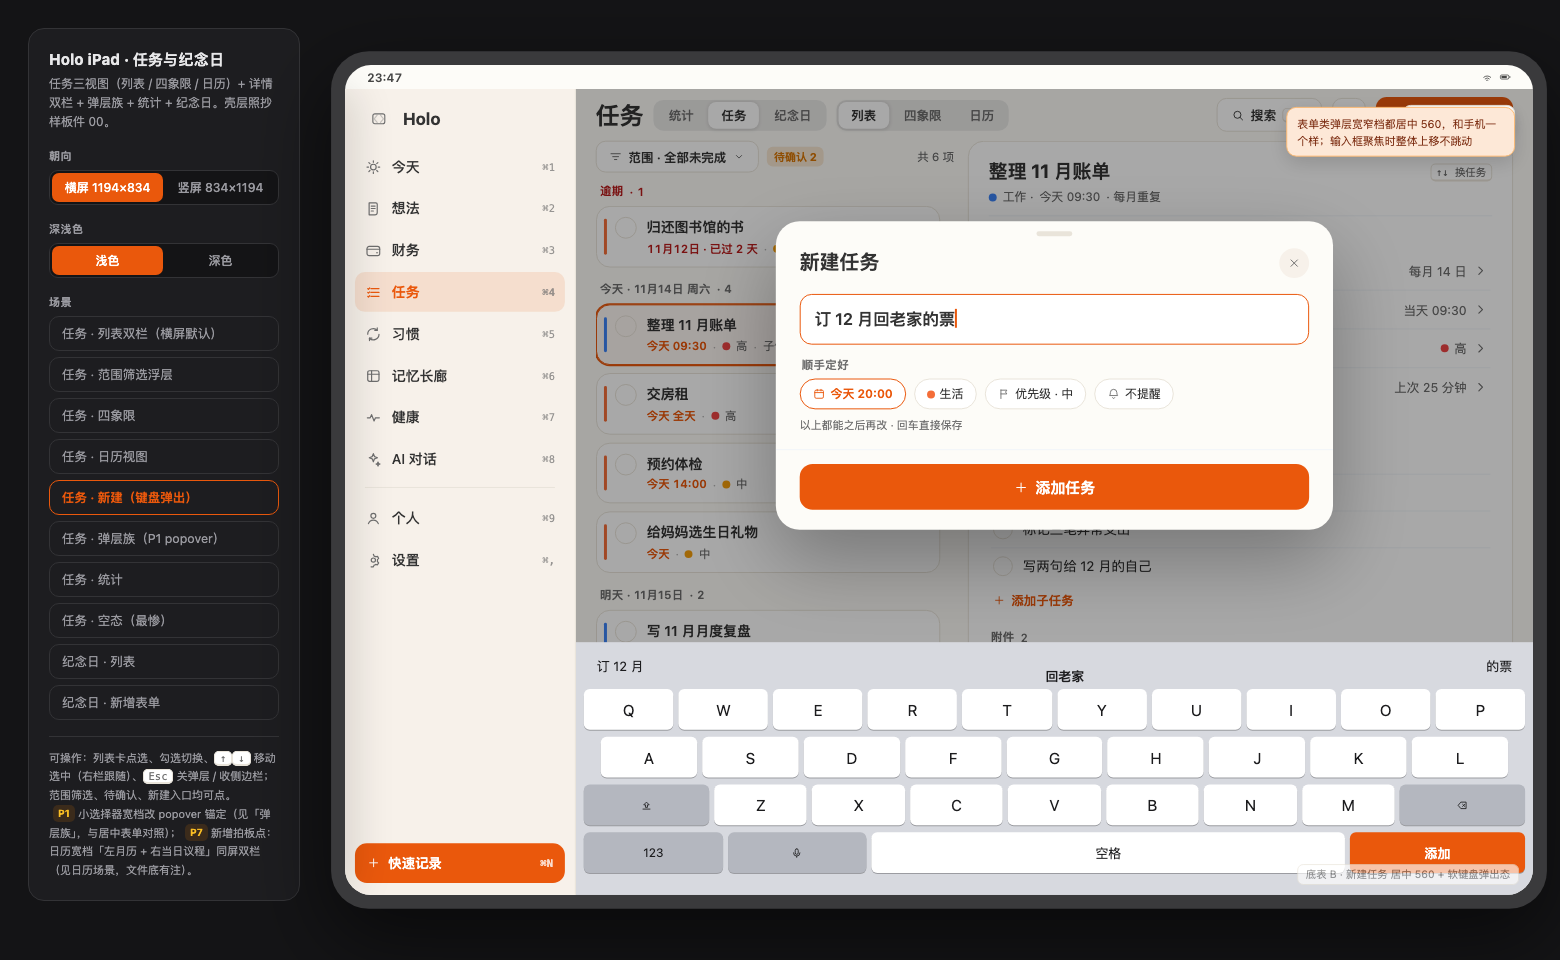 Holo iPad · 任务与纪念日
任务三视图（列表 / 四象限 / 日历）+ 详情
双栏 + 弹层族 + 统计 + 纪念日。壳层照抄
样板件 00。
朝向
横屏 1194×834
竖屏 834×1194
深浅色
浅色
深色
场景
任务 · 列表双栏（横屏默认）
任务 · 范围筛选浮层
任务 · 四象限
任务 · 日历视图
任务 · 新建（键盘弹出）
任务 · 弹层族（P1 popover）
任务 · 统计
任务 · 空态（最惨）
纪念日 · 列表
纪念日 · 新增表单
可操作：列表卡点选、勾选切换、↑ ↓ 移动
选中（右栏跟随）、Esc 关弹层 / 收侧边栏；
范围筛选、待确认、新建入口均可点。
P1 小选择器宽档改 popover 锚定（见「弹
层族」，与居中表单对照）； P7 新增拍板点：
日历宽档「左月历 + 右当日议程」同屏双栏
（见日历场景，文件底有注）。
23:47
Holo
今天 ⌘1
想法 ⌘2
财务 ⌘3
任务 ⌘4
习惯 ⌘5
记忆长廊 ⌘6
健康 ⌘7
AI 对话 ⌘8
个人 ⌘9
设置 ⌘,
+ 快速记录 ⌘N
任务
统计
任务
纪念日
列表
四象限
日历
搜索
表单类弹层宽窄档都居中 560，和手机一
个样；输入框聚焦时整体上移不跳动
范围 · 全部未完成
待确认 2
共 6 项
逾期 · 1
归还图书馆的书
11月12日 · 已过 2 天 ·
今天 · 11月14日 周六 · 4
整理 11 月账单
今天 09:30 · 高 · 子
交房租
今天 全天 · 高
预约体检
今天 14:00 · 中
给妈妈选生日礼物
今天 · 中
明天 · 11月15日 · 2
写 11 月月度复盘
整理 11 月账单
↑↓ 换任务
工作 · 今天 09:30 · 每月重复
每月 14 日
当天 09:30
高
上次 25 分钟
写两句给 12 月的自己
+ 添加子任务
附件 2
新建任务
订 12 月回老家的票
顺手定好
今天 20:00
生活
优先级 · 中
不提醒
以上都能之后再改 · 回车直接保存
+ 添加任务
订 12 月
回老家
的票
Q W E R T Y U I O P
A S D F G H J K L
Z X C V B N M
123
空格
添加
底表 B · 新建任务 居中 560 + 软键盘弹出态